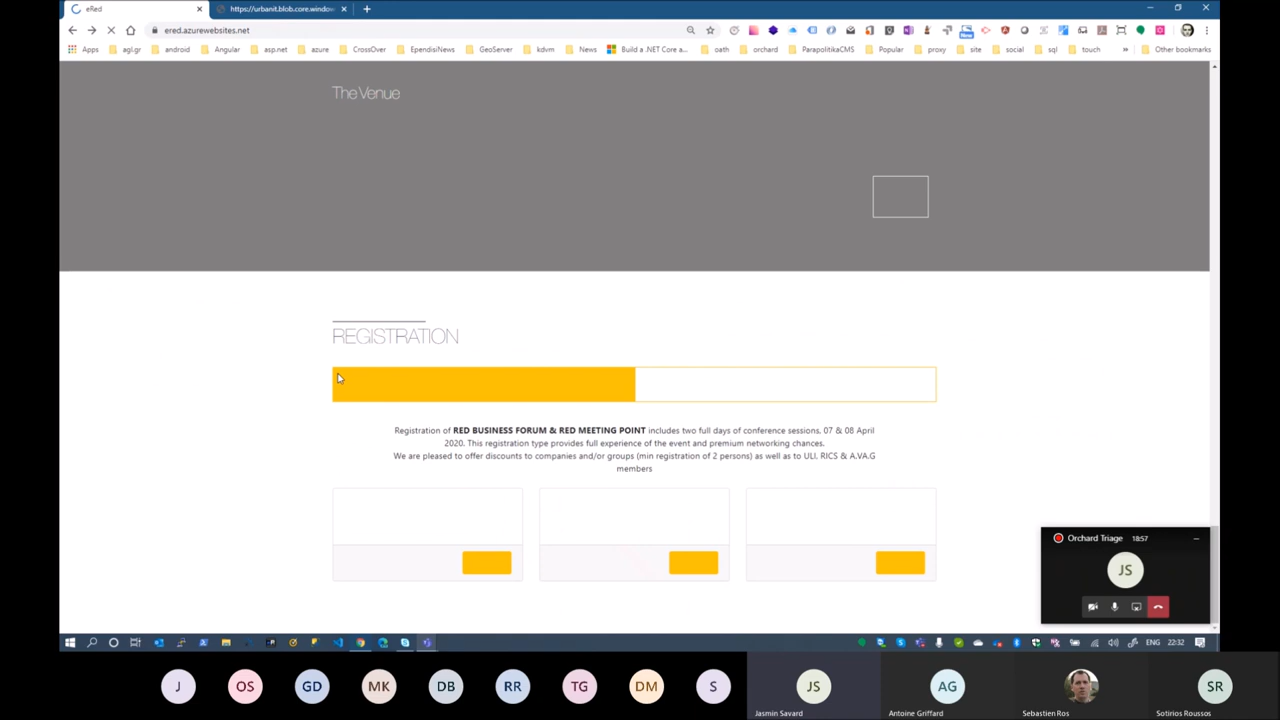 eRed
https://urbanit.blob.core.windov
ered.azurewebsites.net
Apps agl.gr android Angular asp.net azure CrossOver EpendisiNews GeoServer kdvm News Build a .NET Core a... oath orchard ParapolitikaCMS Popular proxy site social sql touch » Other bookmarks
The Venue
REGISTRATION
Registration of RED BUSINESS FORUM & RED MEETING POINT includes two full days of conference sessions, 07 & 08 April
2020. This registration type provides full experience of the event and premium networking chances.
We are pleased to offer discounts to companies and/or groups (min registration of 2 persons) as well as to ULI, RICS & A.VA.G
members
Orchard Triage 18:57
JS
ENG 22:32
J OS GD MK DB RR TG DM S JS AG SR
Jasmin Savard Antoine Griffard Sebastien Ros Sotirios Roussos